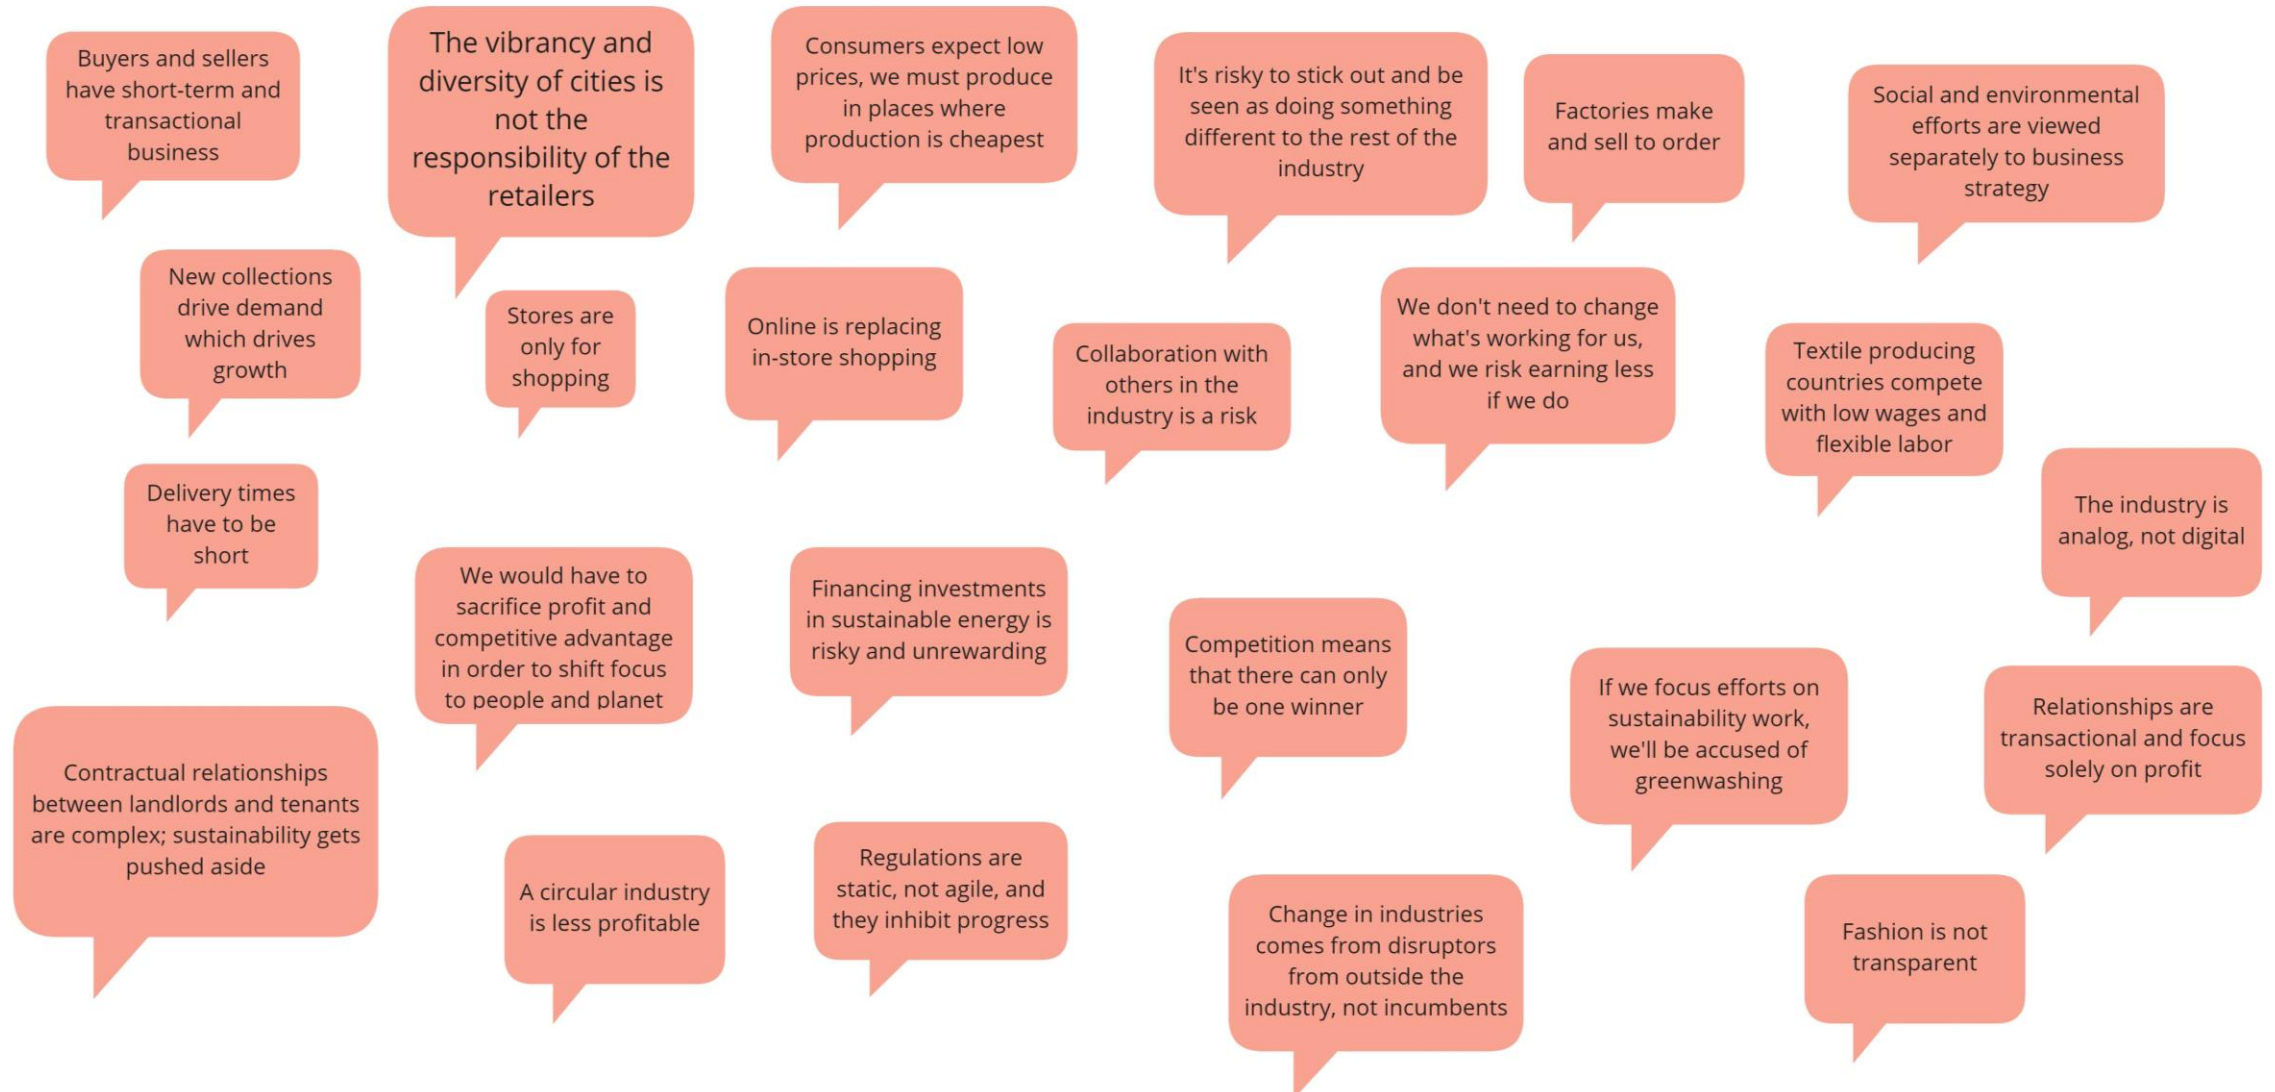 Buyers and sellers
have short-term and
transactional
business
The vibrancy and
diversity of cities is
not the
responsibility of the
retailers
Consumers expect low
prices, we must produce
in places where
production is cheapest
It's risky to stick out and be
seen as doing something
different to the rest of the
industry
Factories make
and sell to order
Social and environmental
efforts are viewed
separately to business
strategy
New collections
drive demand
which drives
growth
Stores are
only for
shopping
Online is replacing
in-store shopping
Collaboration with
others in the
industry is a risk
We don't need to change
what's working for us,
and we risk earning less
if we do
Textile producing
countries compete
with low wages and
flexible labor
The industry is
analog, not digital
Delivery times
have to be
short
We would have to
sacrifice profit and
competitive advantage
in order to shift focus
to people and planet
Financing investments
in sustainable energy is
risky and unrewarding
Competition means
that there can only
be one winner
If we focus efforts on
sustainability work,
we'll be accused of
greenwashing
Relationships are
transactional and focus
solely on profit
Contractual relationships
between landlords and tenants
are complex; sustainability gets
pushed aside
A circular industry
is less profitable
Regulations are
static, not agile, and
they inhibit progress
Change in industries
comes from disruptors
from outside the
industry, not incumbents
Fashion is not
transparent